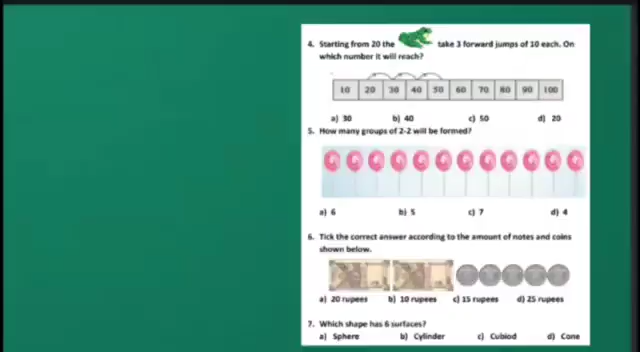 4. Starting from 20 the take 3 forward jumps of 10 each. On
which number it will reach?
10 20 30 40 50 60 70 80 90 100
a) 30 b) 40 c) 50 d) 20
5. How many groups of 2-2 will be formed?
a) 6 b) 5 c) 7 d) 4
6. Tick the correct answer according to the amount of notes and coins
shown below.
a) 20 rupees b) 10 rupees c) 15 rupees d) 25 rupees
7. Which shape has 6 surfaces?
a) Sphere b) Cylinder c) Cubiod d) Cone